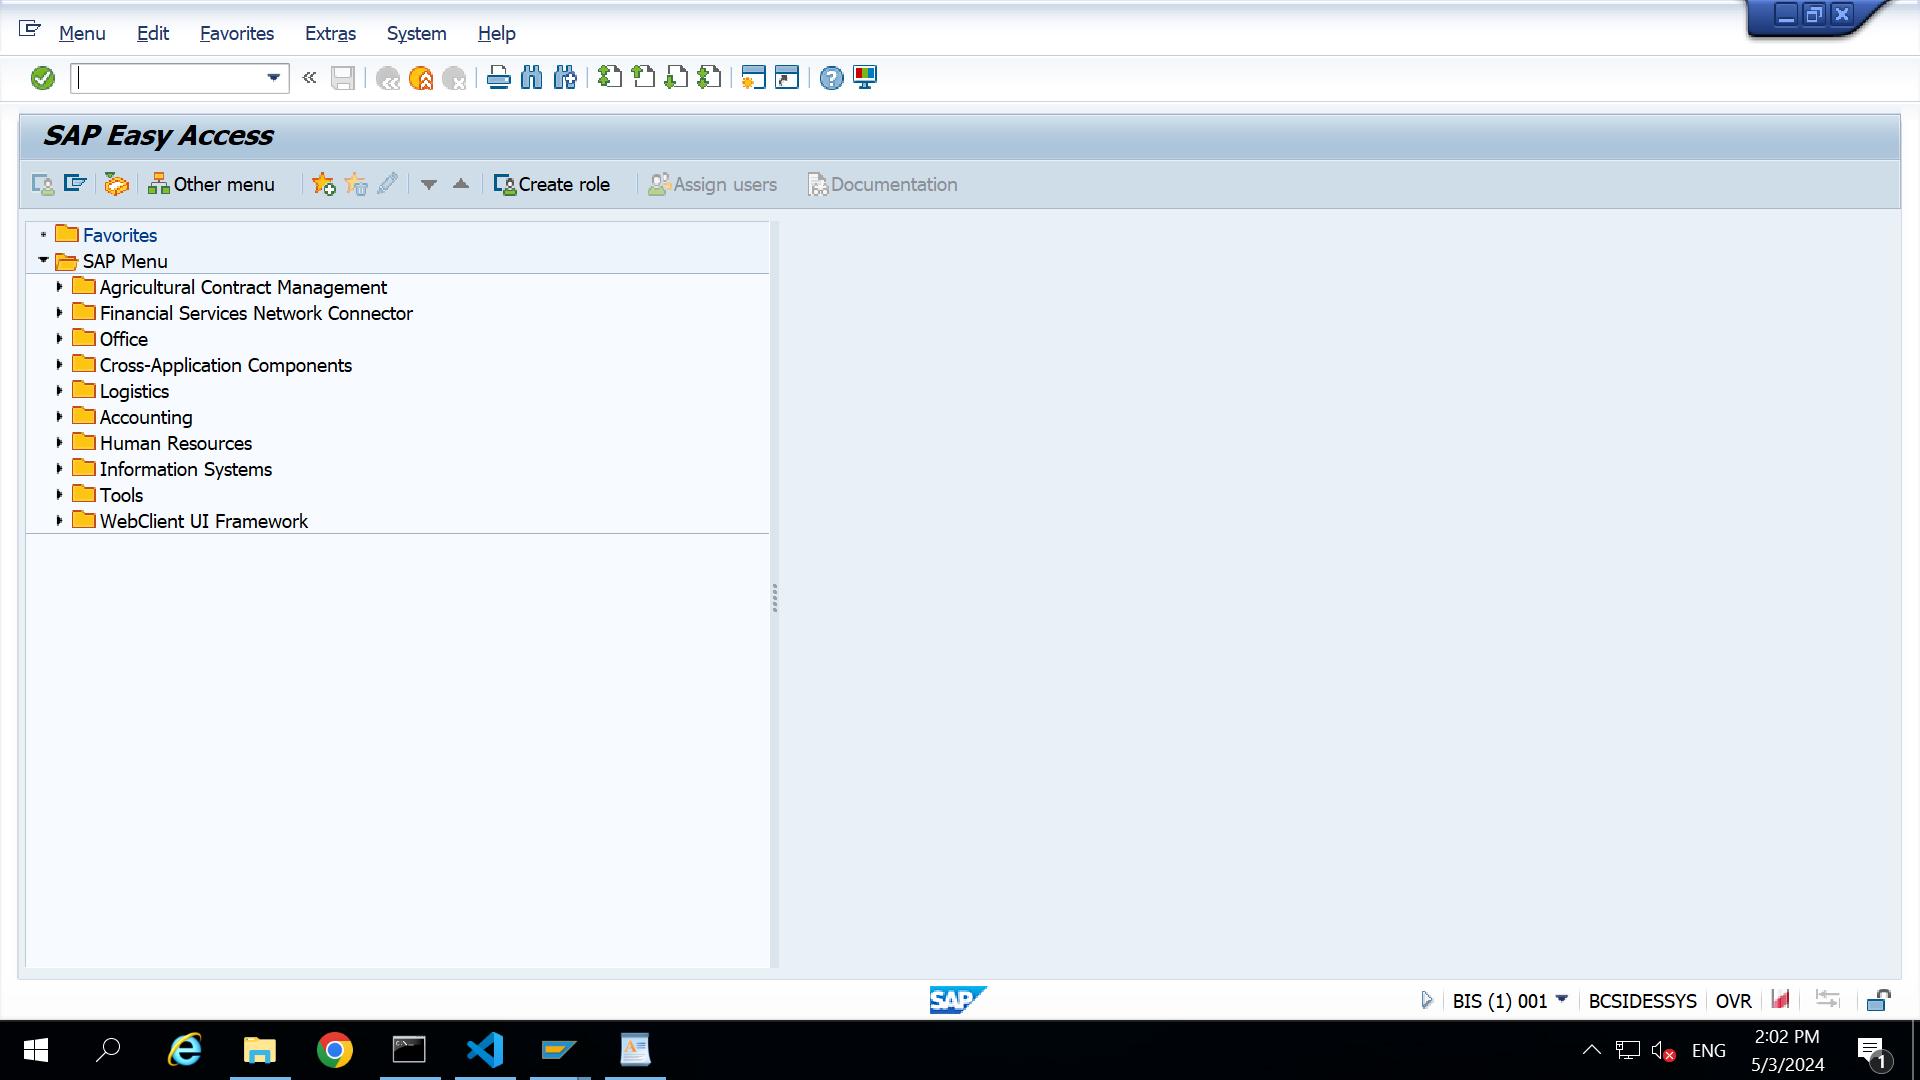 Menu Edit Favorites Extras System Help
SAP Easy Access
Other menu Create role Assign users Documentation
Favorites
SAP Menu
Agricultural Contract Management
Financial Services Network Connector
Office
Cross-Application Components
Logistics
Accounting
Human Resources
Information Systems
Tools
WebClient UI Framework
SAP BIS (1) 001 BCSIDESSYS OVR
ENG
2:02 PM
5/3/2024
1